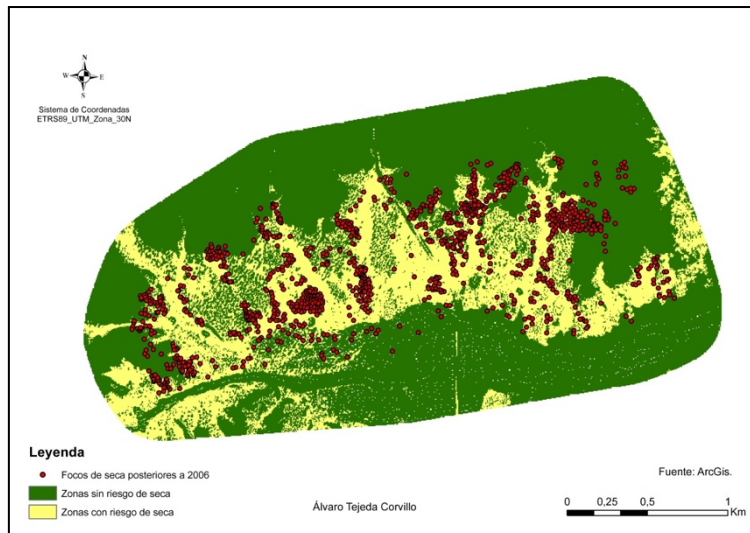 N
W E
S
Sistema de Coordenadas
ETRS89_UTM_Zona_30N
Leyenda
Focos de seca posteriores a 2006
Zonas sin riesgo de seca
Zonas con riesgo de seca
Álvaro Tejeda Corvillo
Fuente: ArcGis.
0 0,25 0,5 1
Km